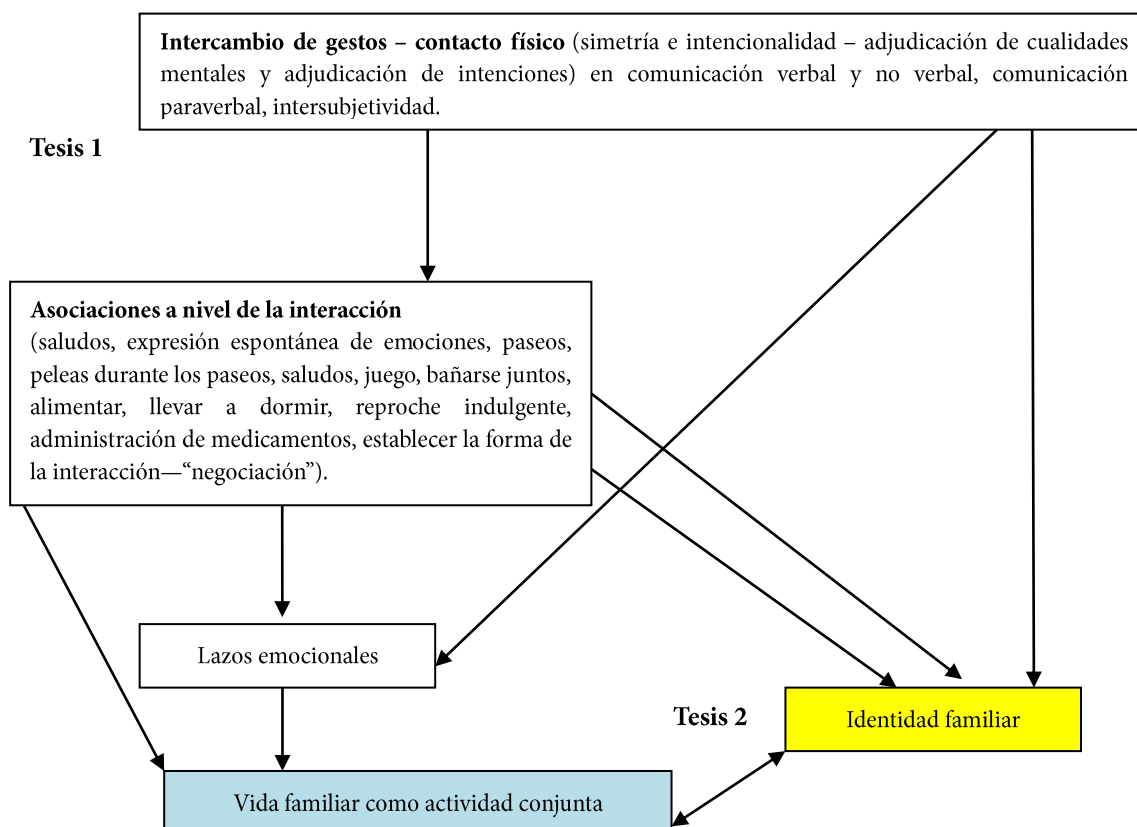 Intercambio de gestos – contacto físico (simetría e intencionalidad – adjudicación de cualidades
mentales y adjudicación de intenciones) en comunicación verbal y no verbal, comunicación
paraverbal, intersubjetividad.
Tesis 1
Asociaciones a nivel de la interacción
(saludos, expresión espontánea de emociones, paseos,
peleas durante los paseos, saludos, juego, bañarse juntos,
alimentar, llevar a dormir, reproche indulgente,
administración de medicamentos, establecer la forma de
la interacción—“negociación”).
Lazos emocionales
Tesis 2
Identidad familiar
Vida familiar como actividad conjunta